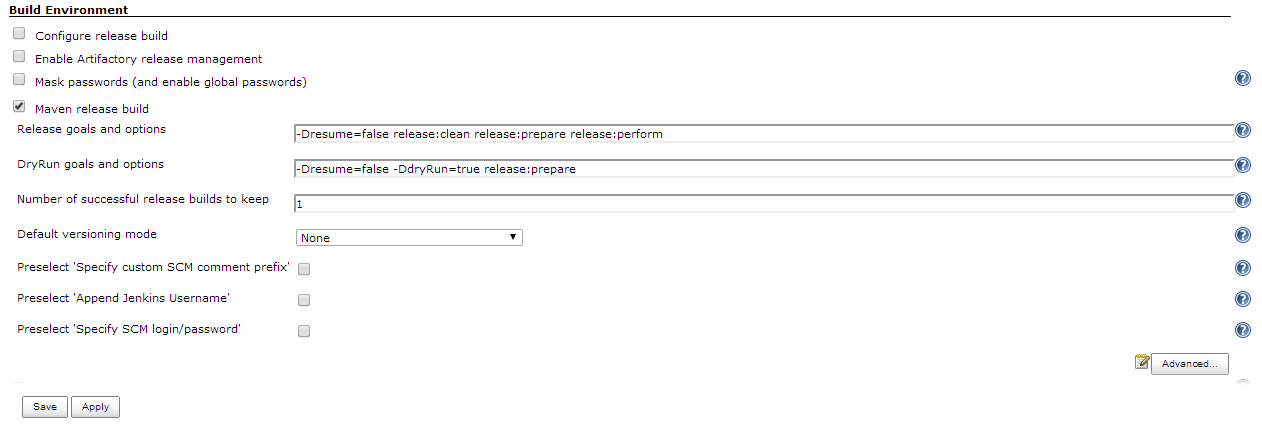 Build Environment
Configure release build
Enable Artifactory release management
Mask passwords (and enable global passwords)
Maven release build
Release goals and options
-Dresume=false release:clean release:prepare release:perform
DryRun goals and options
-Dresume=false -DdryRun=true release:prepare
Number of successful release builds to keep
1
Default versioning mode
None
Preselect 'Specify custom SCM comment prefix'
Preselect 'Append Jenkins Username'
Preselect 'Specify SCM login/password'
Advanced...
Save Apply